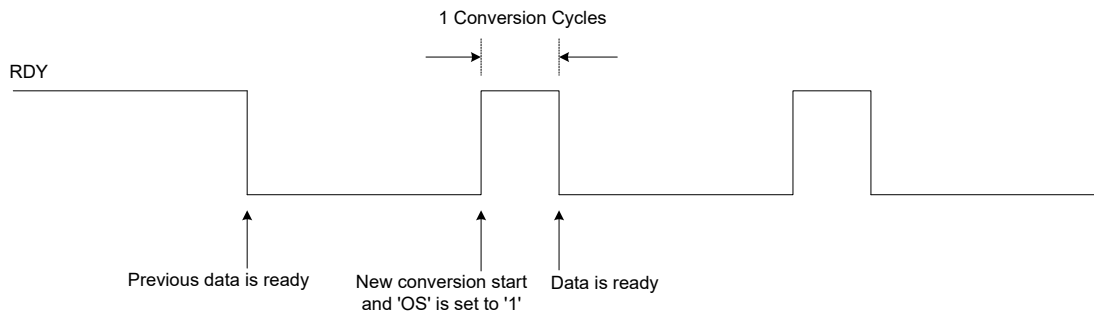 1 Conversion Cycles
RDY
Previous data is ready
New conversion start
and 'OS' is set to '1'
Data is ready